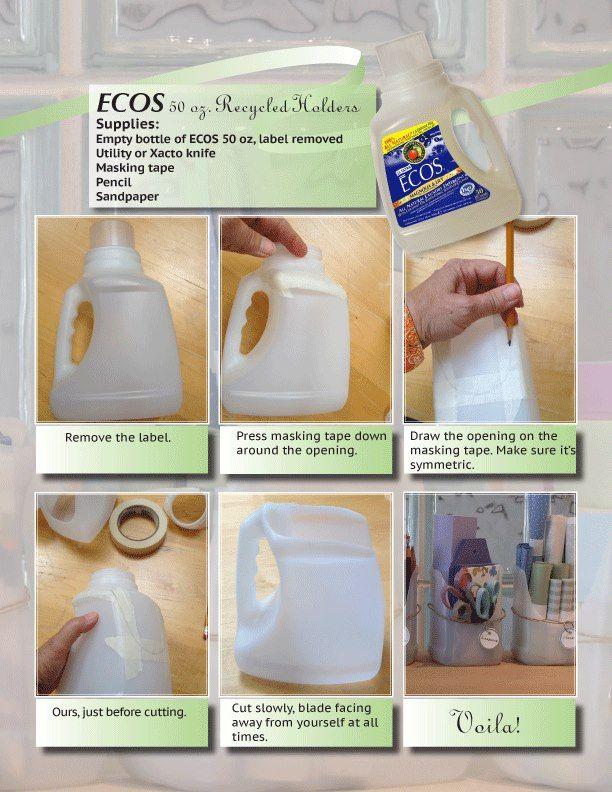 ECOS 50 oz. Recycled Holders
Supplies:
Empty bottle of ECOS 50 oz, label removed
Utility or Xacto knife
Masking tape
Pencil
Sandpaper
ECOS
Remove the label.
Press masking tape down
around the opening.
Draw the opening on the
masking tape. Make sure it's
symmetric.
Ours, just before cutting.
Cut slowly, blade facing
away from yourself at all
times.
Voila!